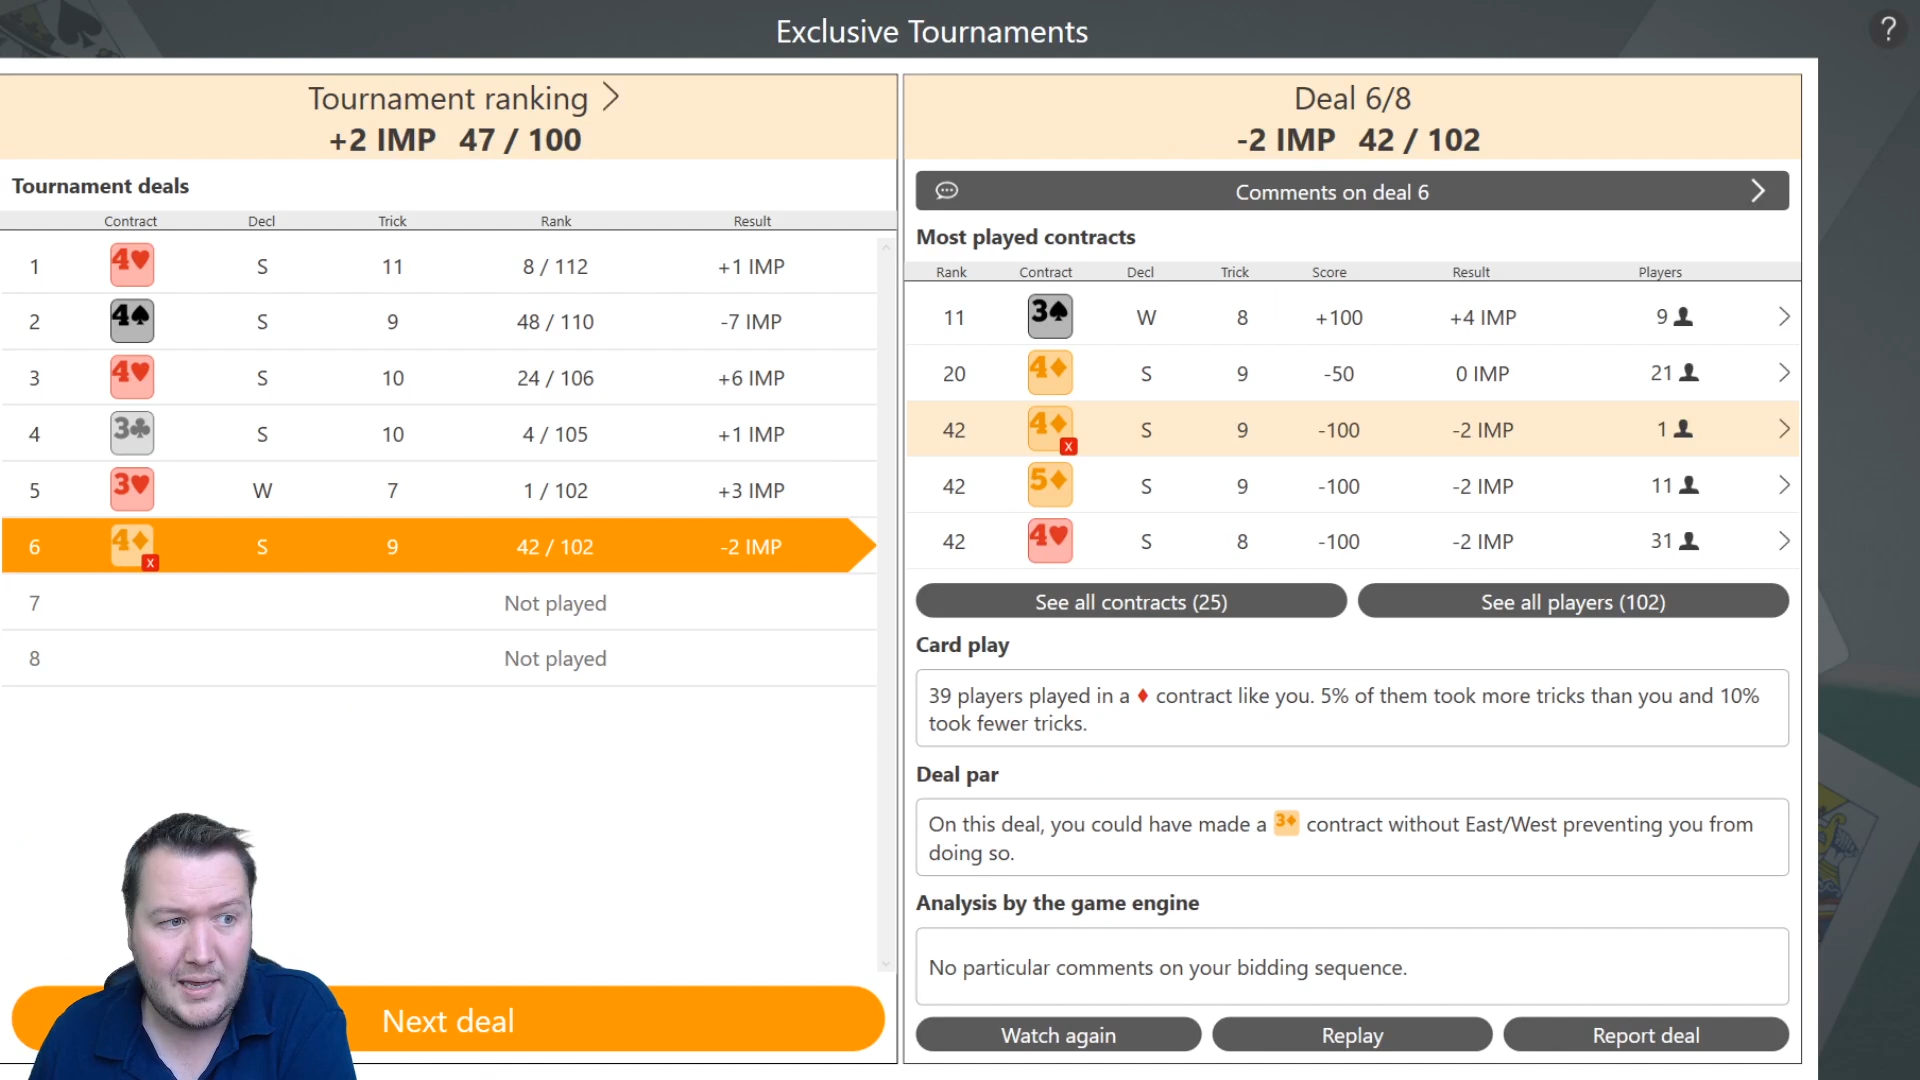 Exclusive Tournaments
?
Tournament ranking >
+2 IMP 47 / 100
Tournament deals
Contract Decl Trick Rank Result
1 4♥ S 11 8 / 112 +1 IMP
2 4♠ S 9 48 / 110 -7 IMP
3 4♥ S 10 24 / 106 +6 IMP
4 3♣ S 10 4 / 105 +1 IMP
5 3♥ W 7 1 / 102 +3 IMP
6 4♦ x S 9 42 / 102 -2 IMP
7 Not played
8 Not played
Next deal
Deal 6/8
-2 IMP 42 / 102
Comments on deal 6 >
Most played contracts
Rank Contract Decl Trick Score Result Players
11 3♠ W 8 +100 +4 IMP 9 >
20 4♦ S 9 -50 0 IMP 21 >
42 4♦ x S 9 -100 -2 IMP 1 >
42 5♦ S 9 -100 -2 IMP 11 >
42 4♥ S 8 -100 -2 IMP 31 >
See all contracts (25) See all players (102)
Card play
39 players played in a ♦ contract like you. 5% of them took more tricks than you and 10%
took fewer tricks.
Deal par
On this deal, you could have made a 3♦ contract without East/West preventing you from
doing so.
Analysis by the game engine
No particular comments on your bidding sequence.
Watch again Replay Report deal